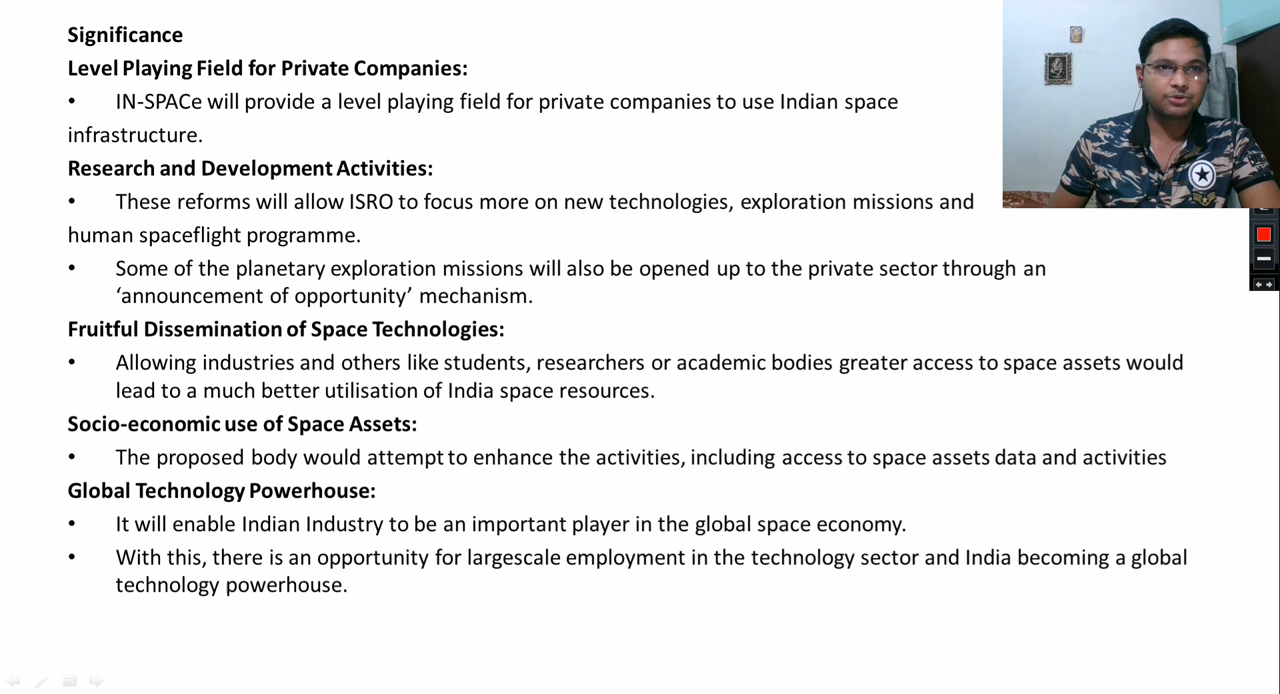 Significance
Level Playing Field for Private Companies:
• IN-SPACe will provide a level playing field for private companies to use Indian space
infrastructure.
Research and Development Activities:
• These reforms will allow ISRO to focus more on new technologies, exploration missions and
human spaceflight programme.
• Some of the planetary exploration missions will also be opened up to the private sector through an
‘announcement of opportunity’ mechanism.
Fruitful Dissemination of Space Technologies:
• Allowing industries and others like students, researchers or academic bodies greater access to space assets would
lead to a much better utilisation of India space resources.
Socio-economic use of Space Assets:
• The proposed body would attempt to enhance the activities, including access to space assets data and activities
Global Technology Powerhouse:
• It will enable Indian Industry to be an important player in the global space economy.
• With this, there is an opportunity for largescale employment in the technology sector and India becoming a global
technology powerhouse.